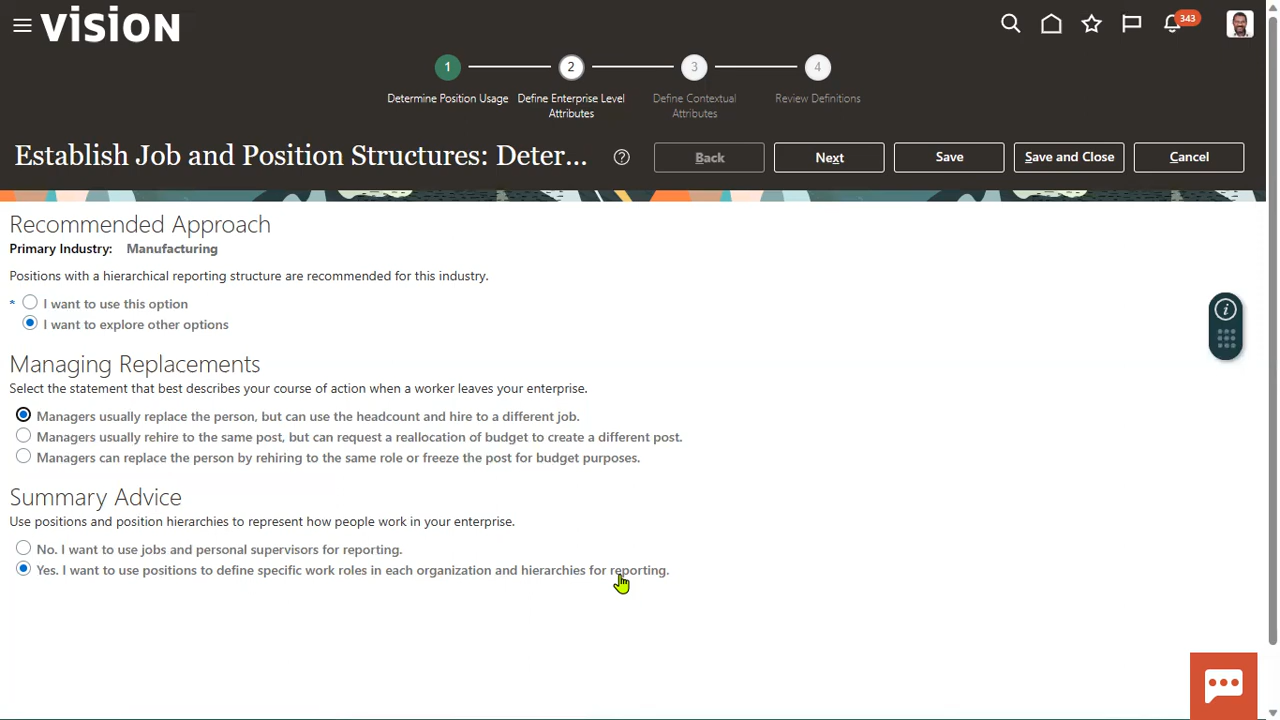 vision
343
1
2
3
4
Determine Position Usage
Define Enterprise Level
Attributes
Define Contextual
Attributes
Review Definitions
Establish Job and Position Structures: Deter...
Back
Next
Save
Save and Close
Cancel
Recommended Approach
Primary Industry: Manufacturing
Positions with a hierarchical reporting structure are recommended for this industry.
* I want to use this option
I want to explore other options
Managing Replacements
Select the statement that best describes your course of action when a worker leaves your enterprise.
Managers usually replace the person, but can use the headcount and hire to a different job.
Managers usually rehire to the same post, but can request a reallocation of budget to create a different post.
Managers can replace the person by rehiring to the same role or freeze the post for budget purposes.
Summary Advice
Use positions and position hierarchies to represent how people work in your enterprise.
No. I want to use jobs and personal supervisors for reporting.
Yes. I want to use positions to define specific work roles in each organization and hierarchies for reporting.